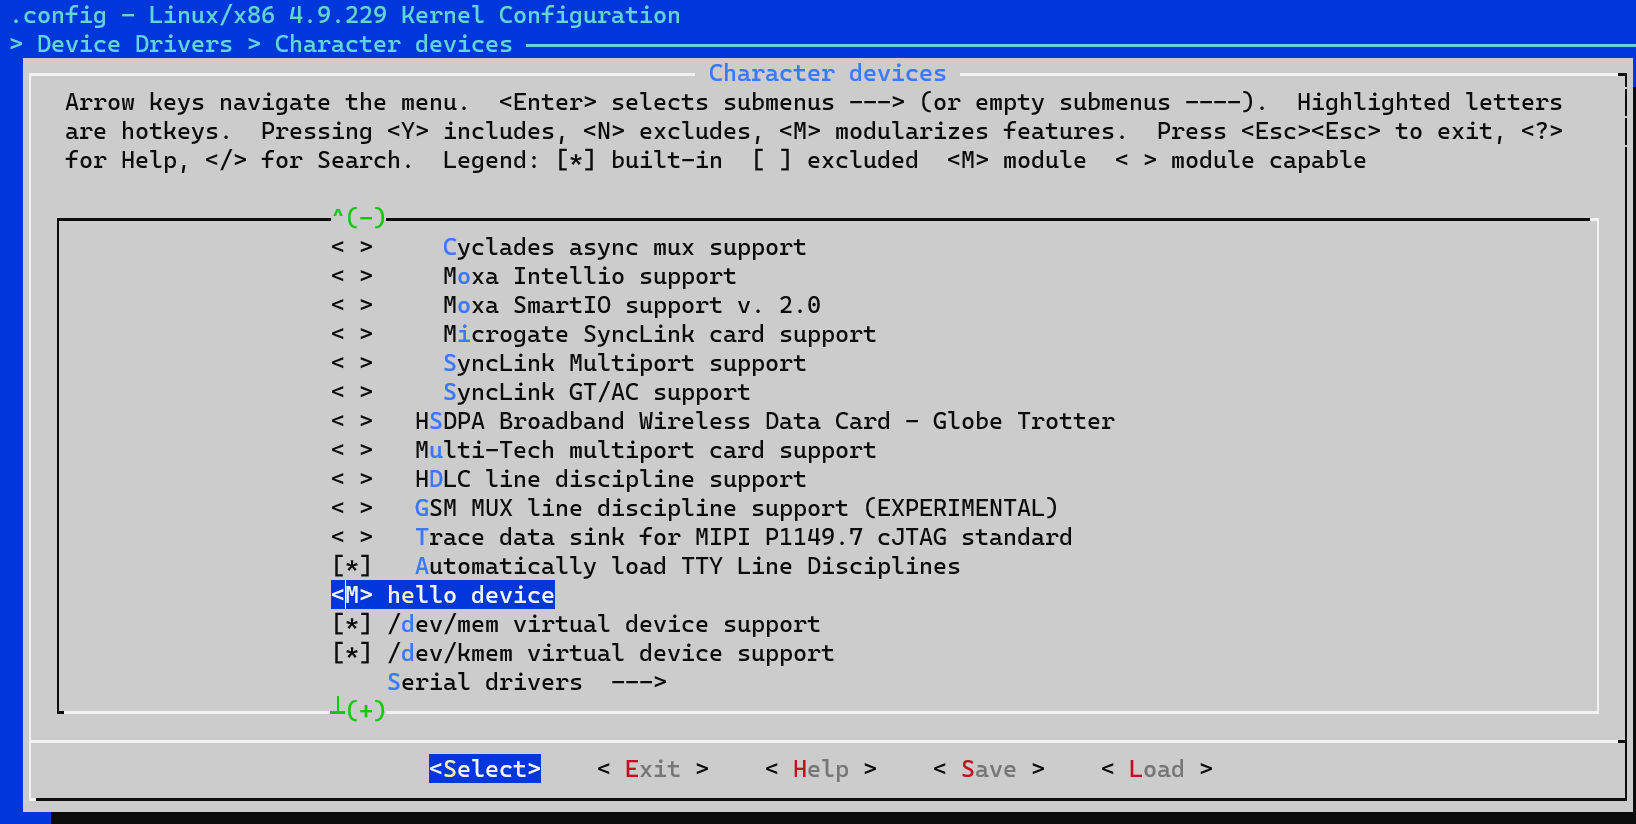 .config - Linux/x86 4.9.229 Kernel Configuration
> Device Drivers > Character devices
Character devices
Arrow keys navigate the menu.  <Enter> selects submenus ---> (or empty submenus ----).  Highlighted letters
are hotkeys.  Pressing <Y> includes, <N> excludes, <M> modularizes features.  Press <Esc><Esc> to exit, <?>
for Help, </> for Search.  Legend: [*] built-in  [ ] excluded  <M> module  < > module capable
^(-)
< >     Cyclades async mux support
< >     Moxa Intellio support
< >     Moxa SmartIO support v. 2.0
< >     Microgate SyncLink card support
< >     SyncLink Multiport support
< >     SyncLink GT/AC support
< >   HSDPA Broadband Wireless Data Card - Globe Trotter
< >   Multi-Tech multiport card support
< >   HDLC line discipline support
< >   GSM MUX line discipline support (EXPERIMENTAL)
< >   Trace data sink for MIPI P1149.7 cJTAG standard
[*]   Automatically load TTY Line Disciplines
<M> hello device
[*] /dev/mem virtual device support
[*] /dev/kmem virtual device support
    Serial drivers  --->
┴(+)
<Select>    < Exit >    < Help >    < Save >    < Load >